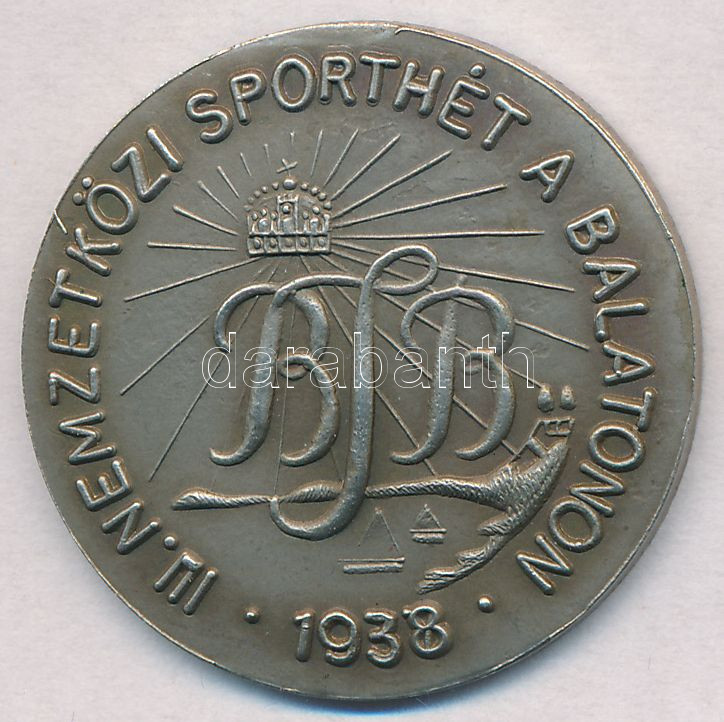 III. NEMZETKÖZI SPORTHÉT A BALATONON
· 1938 ·
BSB
darabanth